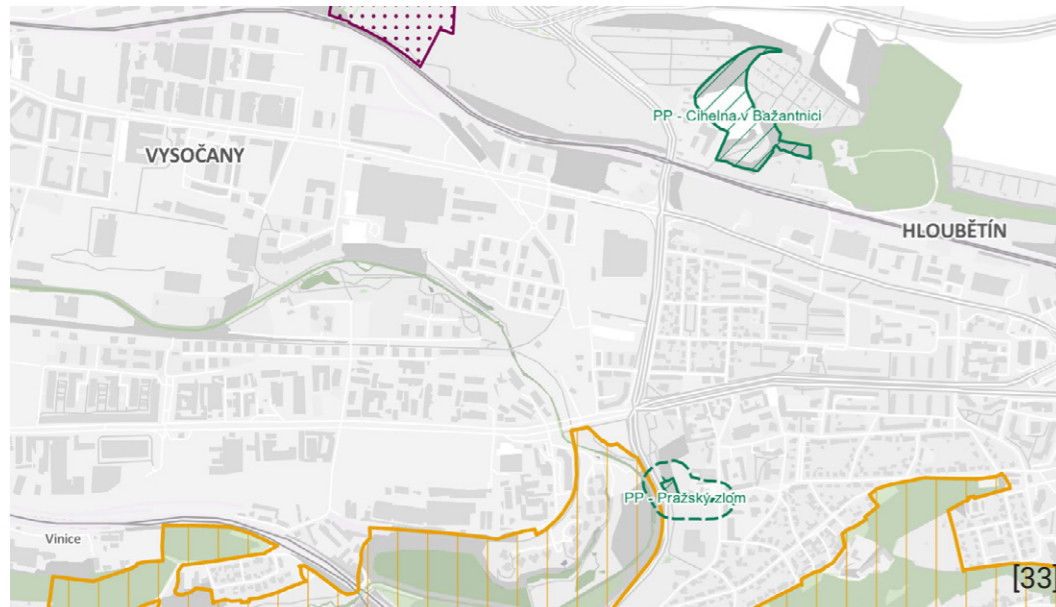 PP - Cihelna v Bažantnici
VYSOČANY
HLOUBĚTÍN
PP - Pražský zlom
Vinice
[33]